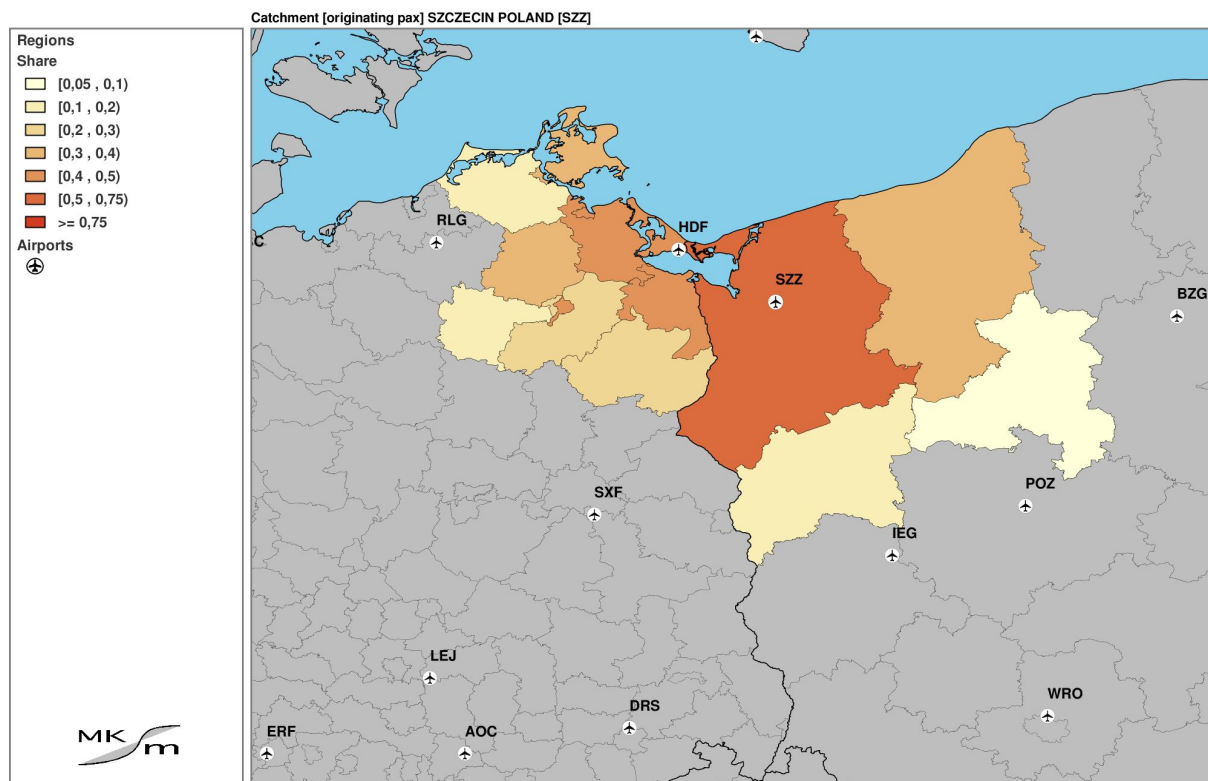 Catchment [originating pax] SZCZECIN POLAND [SZZ]
Regions
Share
[0,05 , 0,1)
[0,1 , 0,2)
[0,2 , 0,3)
[0,3 , 0,4)
[0,4 , 0,5)
[0,5 , 0,75)
>= 0,75
Airports
RLG
HDF
C
SZZ
BZG
SXF
POZ
IEG
LEJ
WRO
DRS
ERF
AOC
MK
m